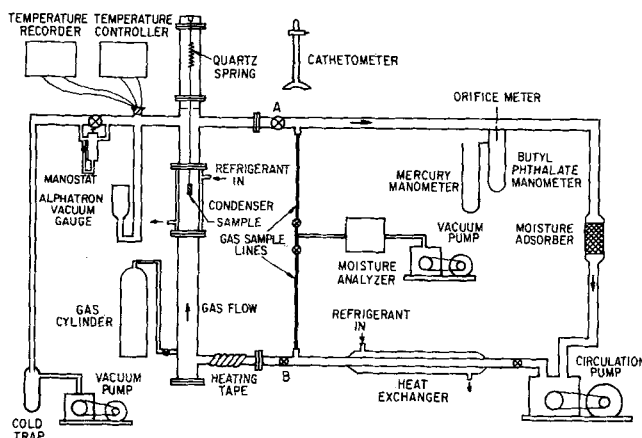 TEMPERATURE
RECORDER
TEMPERATURE
CONTROLLER
QUARTZ
SPRING
CATHETOMETER
A
ORIFICE METER
MANOSTAT
ALPHATRON
VACUUM
GAUGE
REFRIGERANT
IN
CONDENSER
SAMPLE
GAS SAMPLE
LINES
MERCURY
MANOMETER
BUTYL
PHTHALATE
MANOMETER
MOISTURE
ADSORBER
VACUUM
PUMP
MOISTURE
ANALYZER
GAS
CYLINDER
GAS FLOW
REFRIGERANT
IN
HEATING
TAPE
B
HEAT
EXCHANGER
CIRCULATION
PUMP
VACUUM
PUMP
COLD
TRAP